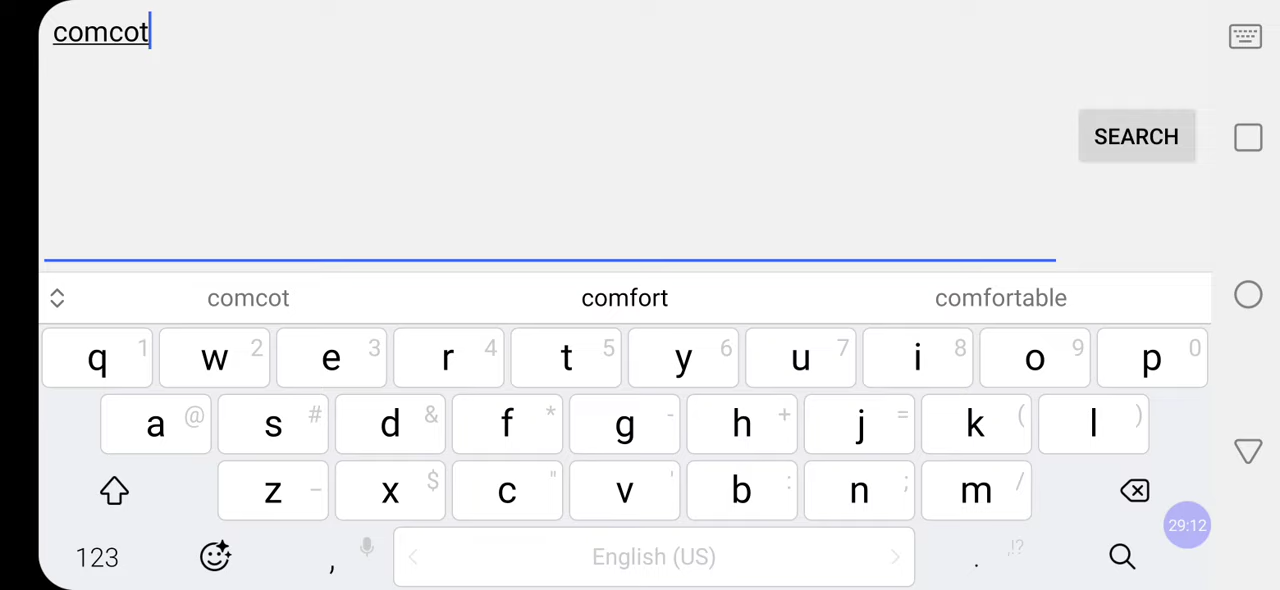 comcot
SEARCH
comcot comfort comfortable
q 1 w 2 e 3 r 4 t 5 y 6 u 7 i 8 o 9 p 0
a @ s # d & f * g - h + j = k ( l )
z _ x $ c " v ' b : n ; m /
29:12
123 , < English (US) > . ,!?